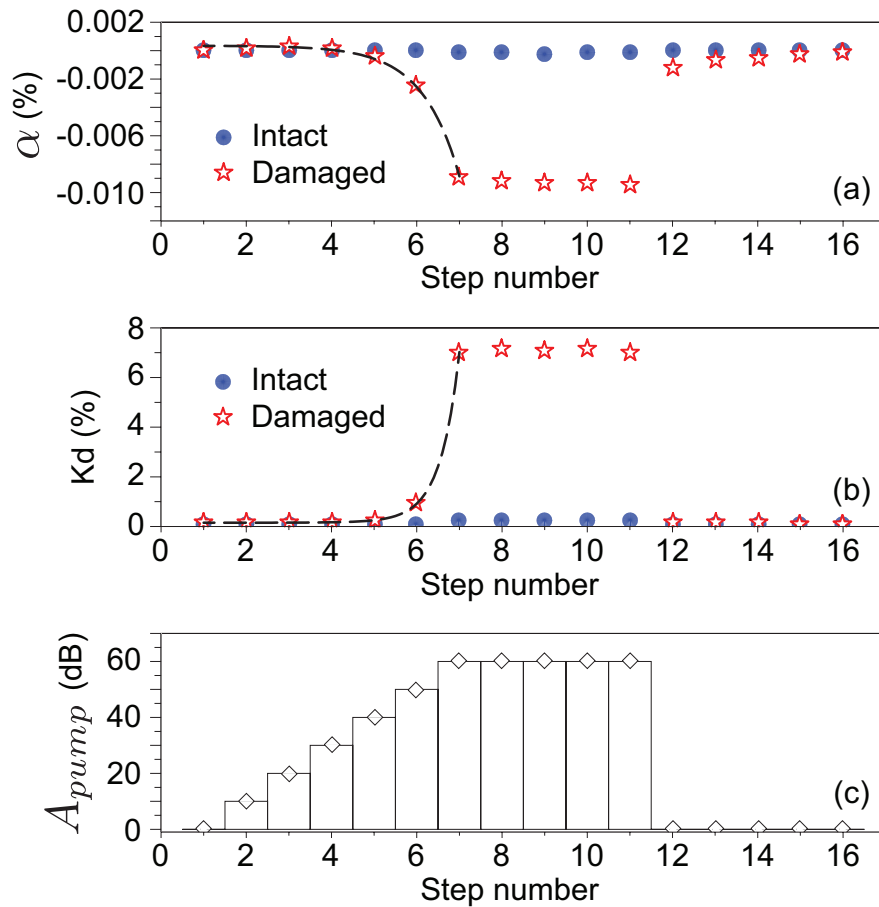 0.002
-0.002
-0.006
-0.010
α (%)
Intact
Damaged
(a)
0 2 4 6 8 10 12 14 16
Step number
8
6
4
2
0
Kd (%)
Intact
Damaged
(b)
0 2 4 6 8 10 12 14 16
Step number
60
40
20
0
A_pump (dB)
(c)
0 2 4 6 8 10 12 14 16
Step number